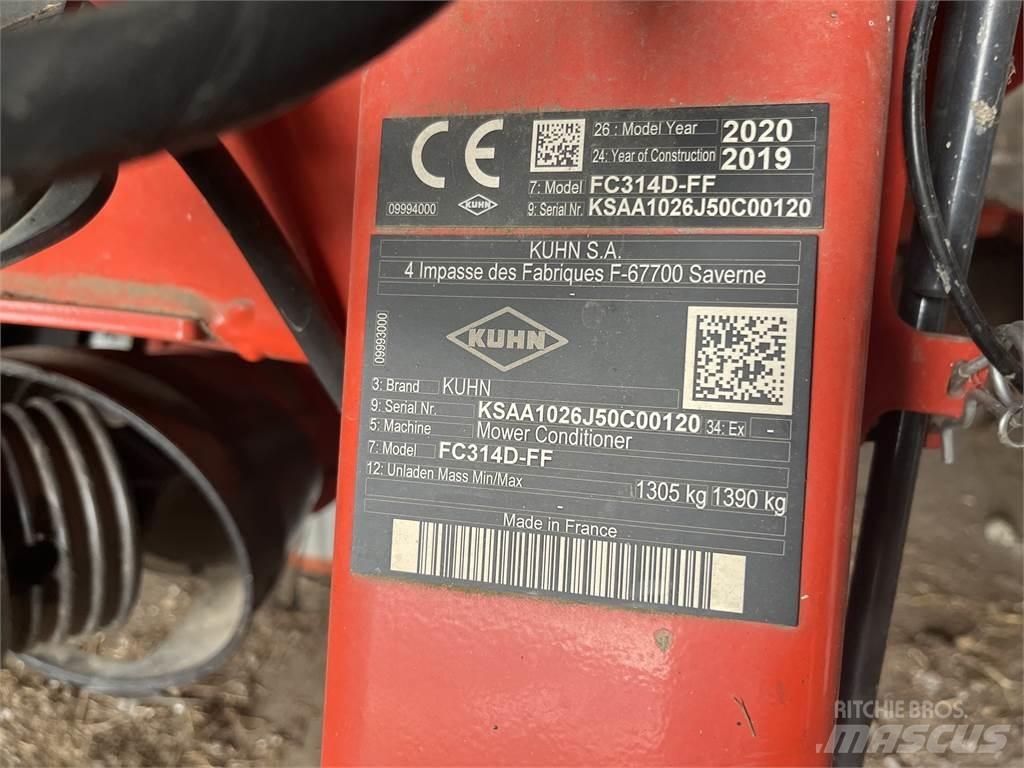 CE
26 : Model Year 2020
24: Year of Construction 2019
7: Model FC314D-FF
09994000 KUHN 9: Serial Nr. KSAA1026J50C00120
KUHN S.A.
4 Impasse des Fabriques F-67700 Saverne
-
09993000
KUHN
3: Brand KUHN
9: Serial Nr. KSAA1026J50C00120 34: Ex -
5: Machine Mower Conditioner
7: Model FC314D-FF
12: Unladen Mass Min/Max 1305 kg 1390 kg
-
Made in France
RITCHIE BROS.
MASCUS